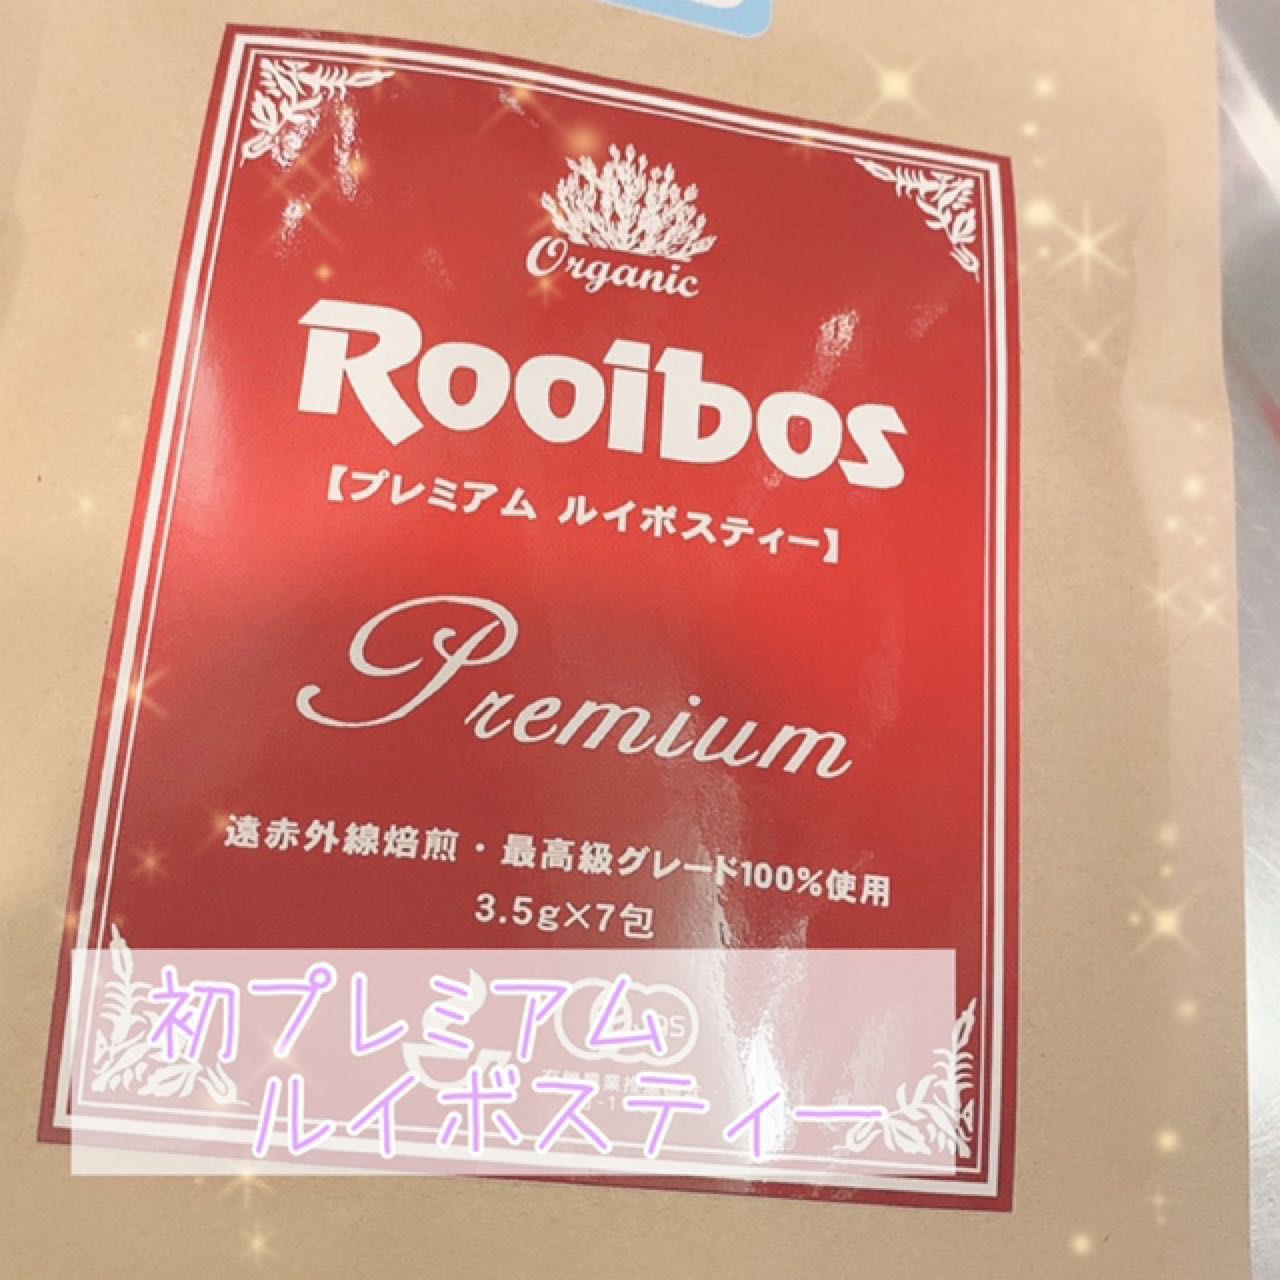 Organic
Rooibos
【プレミアム ルイボスティー】
Premium
遠赤外線焙煎・最高級グレード100%使用
3.5g×7包
初プレミアム
ルイボスティー